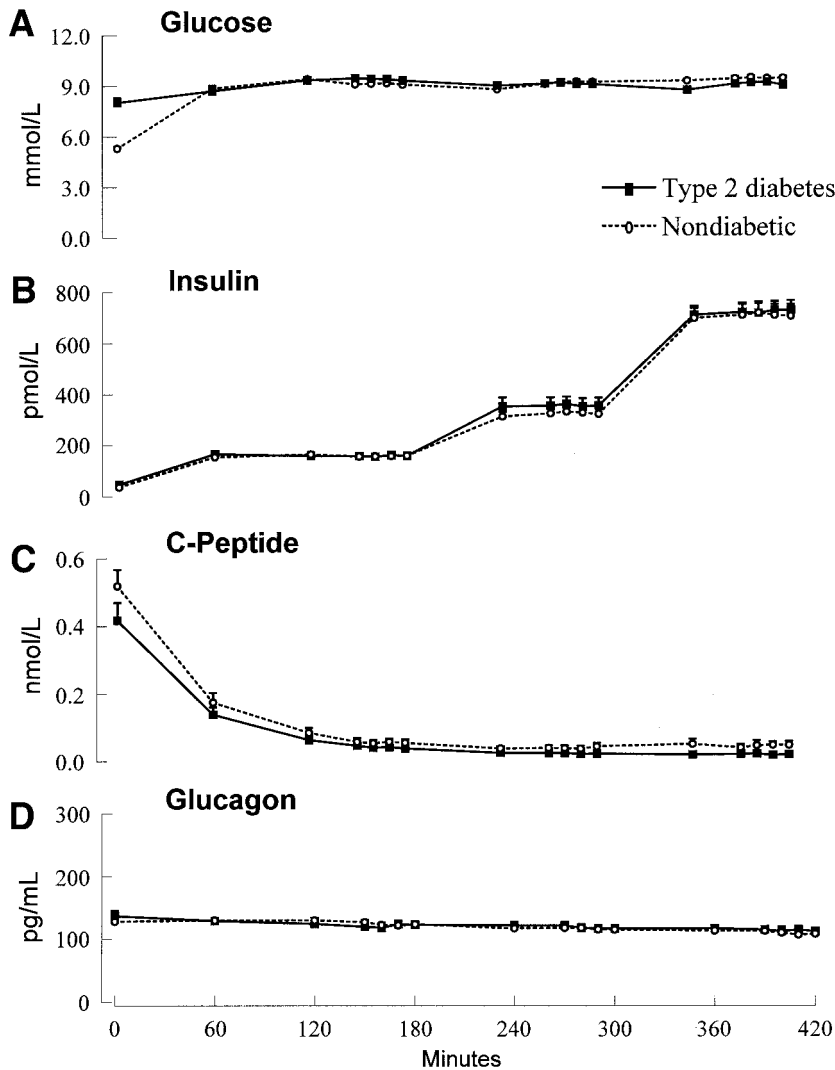 A
Glucose
12.0
9.0
6.0
3.0
0.0
mmol/L
Type 2 diabetes
Nondiabetic
B
Insulin
800
600
400
200
0
pmol/L
C
C-Peptide
0.6
0.4
0.2
0.0
nmol/L
D
Glucagon
300
200
100
0
pg/mL
0 60 120 180 240 300 360 420
Minutes